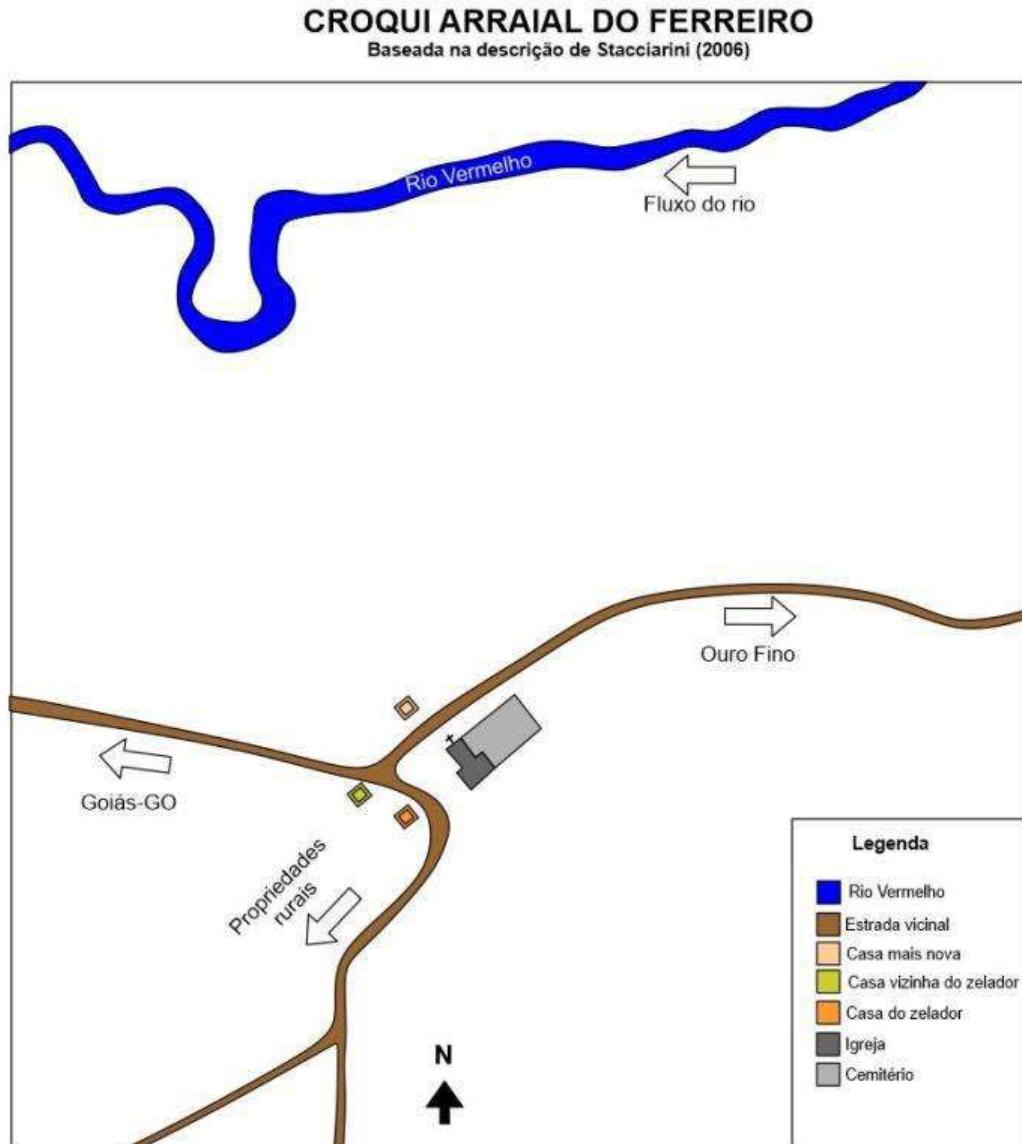 CROQUI ARRAIAL DO FERREIRO
Baseada na descrição de Stacciarini (2006)
Rio Vermelho
Fluxo do rio
Ouro Fino
Goiás-GO
Propriedades
rurais
N
Legenda
Rio Vermelho
Estrada vicinal
Casa mais nova
Casa vizinha do zelador
Casa do zelador
Igreja
Cemitério